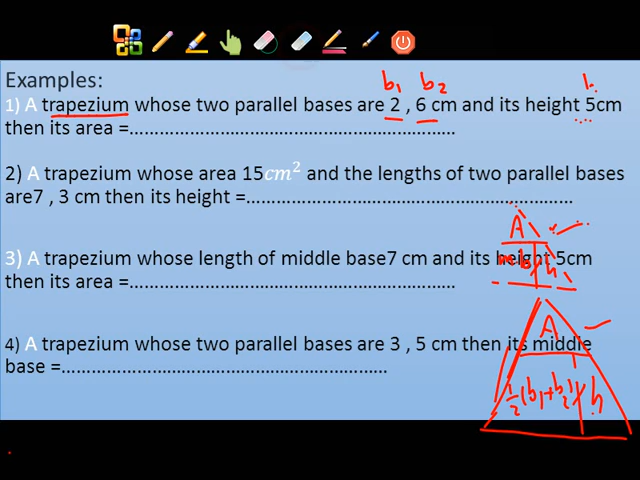 Examples:
b₁ b₂ h
1) A trapezium whose two parallel bases are 2 , 6 cm and its height 5cm
then its area =..................................................
2) A trapezium whose area 15cm² and the lengths of two parallel bases
are7 , 3 cm then its height =..................................................
A
3) A trapezium whose length of middle base7 cm and its height 5cm
b h
then its area =..................................................
A
4) A trapezium whose two parallel bases are 3 , 5 cm then its middle
base =..................................................
½(b₁+b₂) h